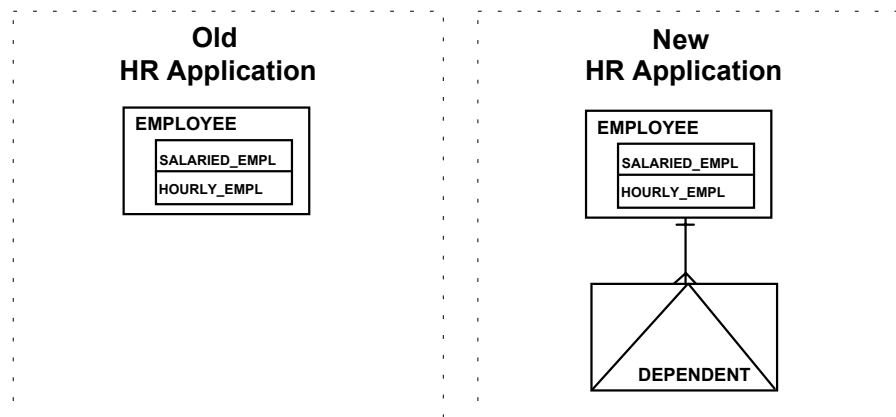 Old
HR Application
EMPLOYEE
SALARIED_EMPL
HOURLY_EMPL
New
HR Application
EMPLOYEE
SALARIED_EMPL
HOURLY_EMPL
DEPENDENT